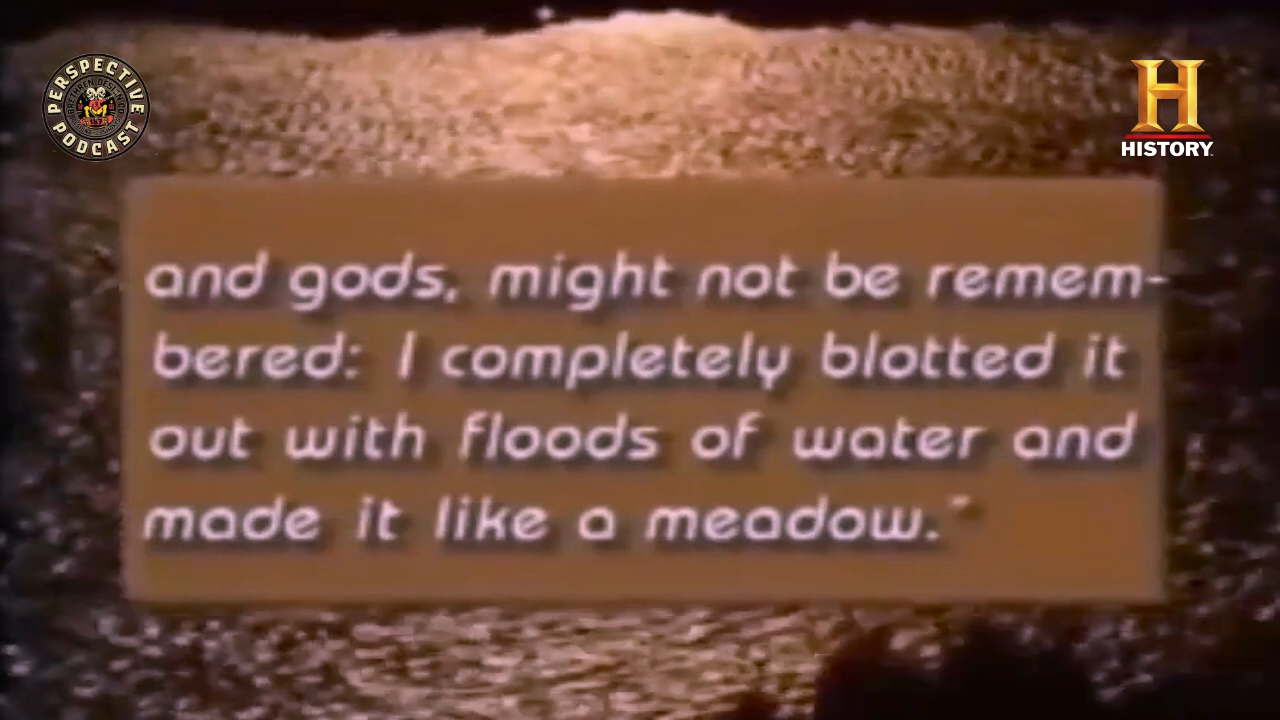 PERSPECTIVE
PODCAST
HISTORY
and gods, might not be remem-
bered: I completely blotted it
out with floods of water and
made it like a meadow."